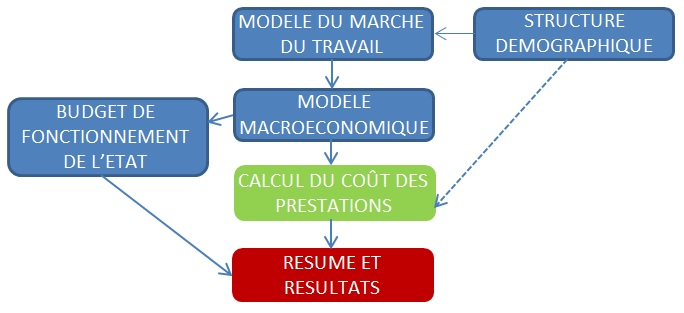 MODELE DU MARCHE
DU TRAVAIL
STRUCTURE
DEMOGRAPHIQUE
MODELE
MACROECONOMIQUE
BUDGET DE
FONCTIONNEMENT
DE L’ETAT
CALCUL DU COÛT DES
PRESTATIONS
RESUME ET
RESULTATS